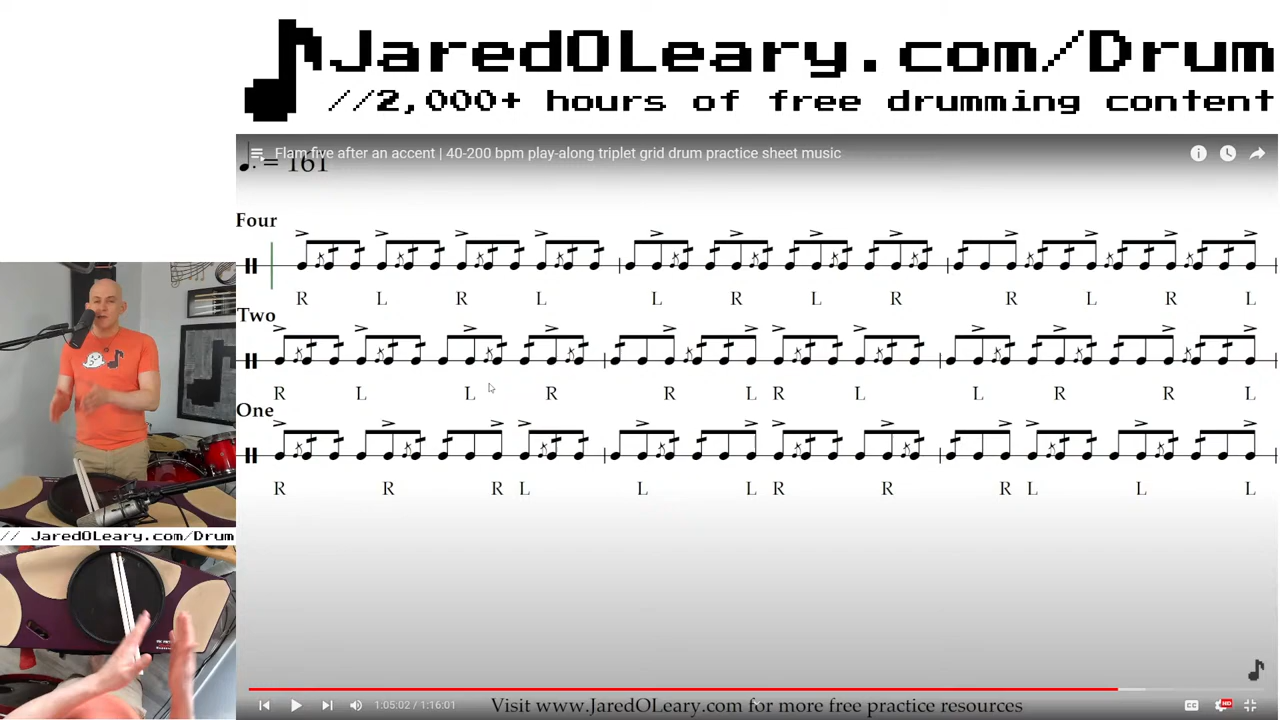 JaredOLeary.com/Drum
//2,000+ hours of free drumming content
Flam five after an accent | 40-200 bpm play-along triplet grid drum practice sheet music
= 161
Four
R L R L L R L R R L R L
Two
R L L R R L R L L R R L
One
R R R L L L R R R L L L
// JaredOLeary.com/Drum
1:05:02 / 1:16:01
Visit www.JaredOLeary.com for more free practice resources
CC
HD